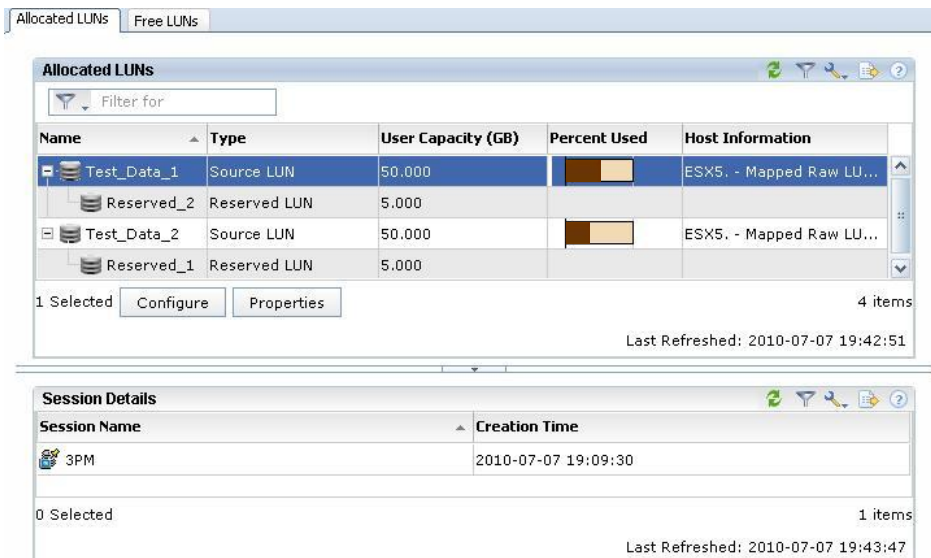 Allocated LUNs Free LUNs
Allocated LUNs
Filter for
Name Type User Capacity (GB) Percent Used Host Information
Test_Data_1 Source LUN 50.000 ESX5. - Mapped Raw LU...
Reserved_2 Reserved LUN 5.000
Test_Data_2 Source LUN 50.000 ESX5. - Mapped Raw LU...
Reserved_1 Reserved LUN 5.000
1 Selected Configure Properties 4 items
Last Refreshed: 2010-07-07 19:42:51
Session Details
Session Name Creation Time
3PM 2010-07-07 19:09:30
0 Selected 1 items
Last Refreshed: 2010-07-07 19:43:47